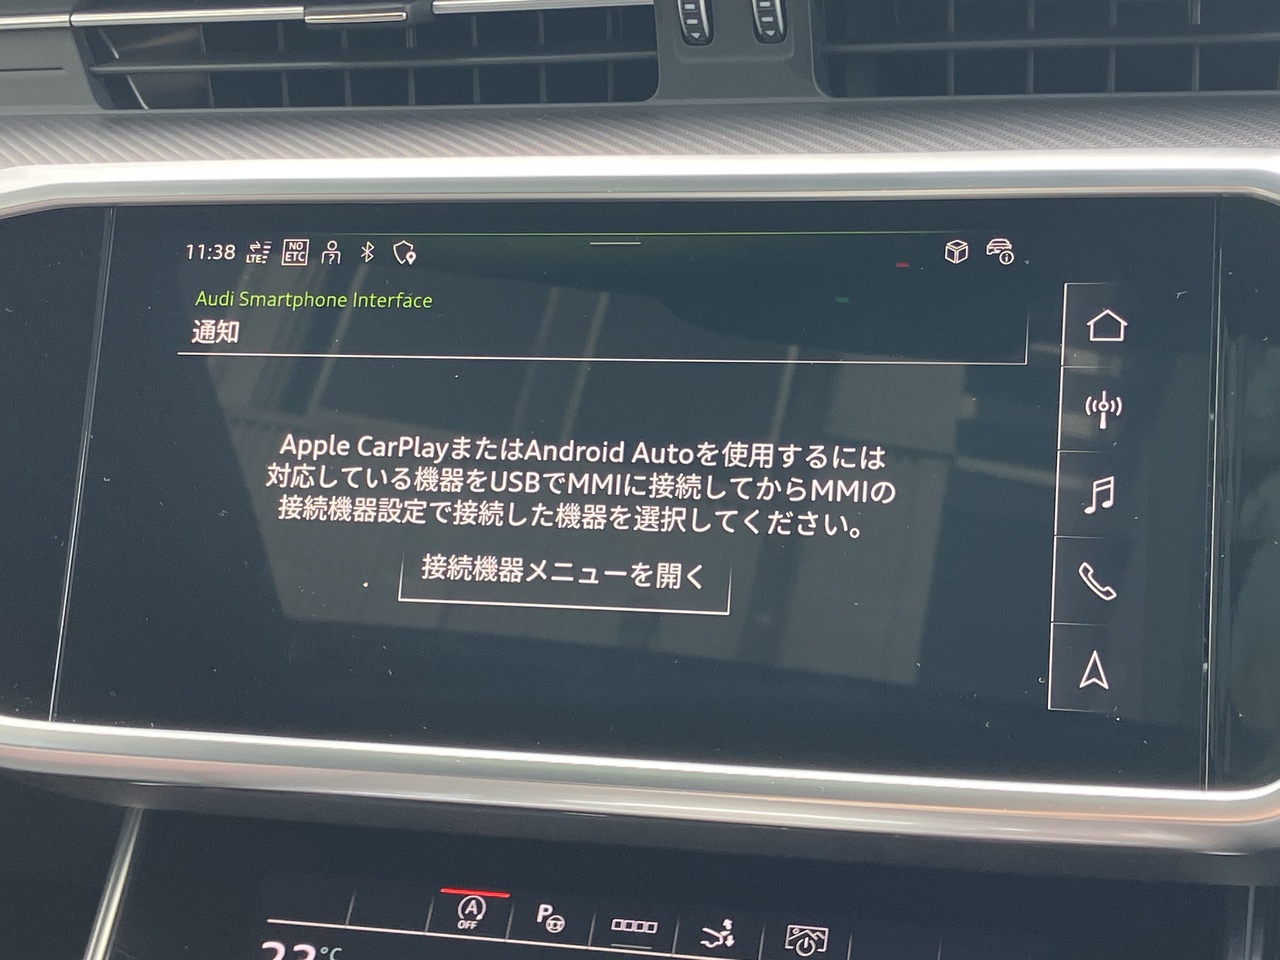 11:38 LTE NO ETC
Audi Smartphone Interface
通知
Apple CarPlayまたはAndroid Autoを使用するには
対応している機器をUSBでMMIに接続してからMMIの
接続機器設定で接続した機器を選択してください。
接続機器メニューを開く
A OFF P
°C